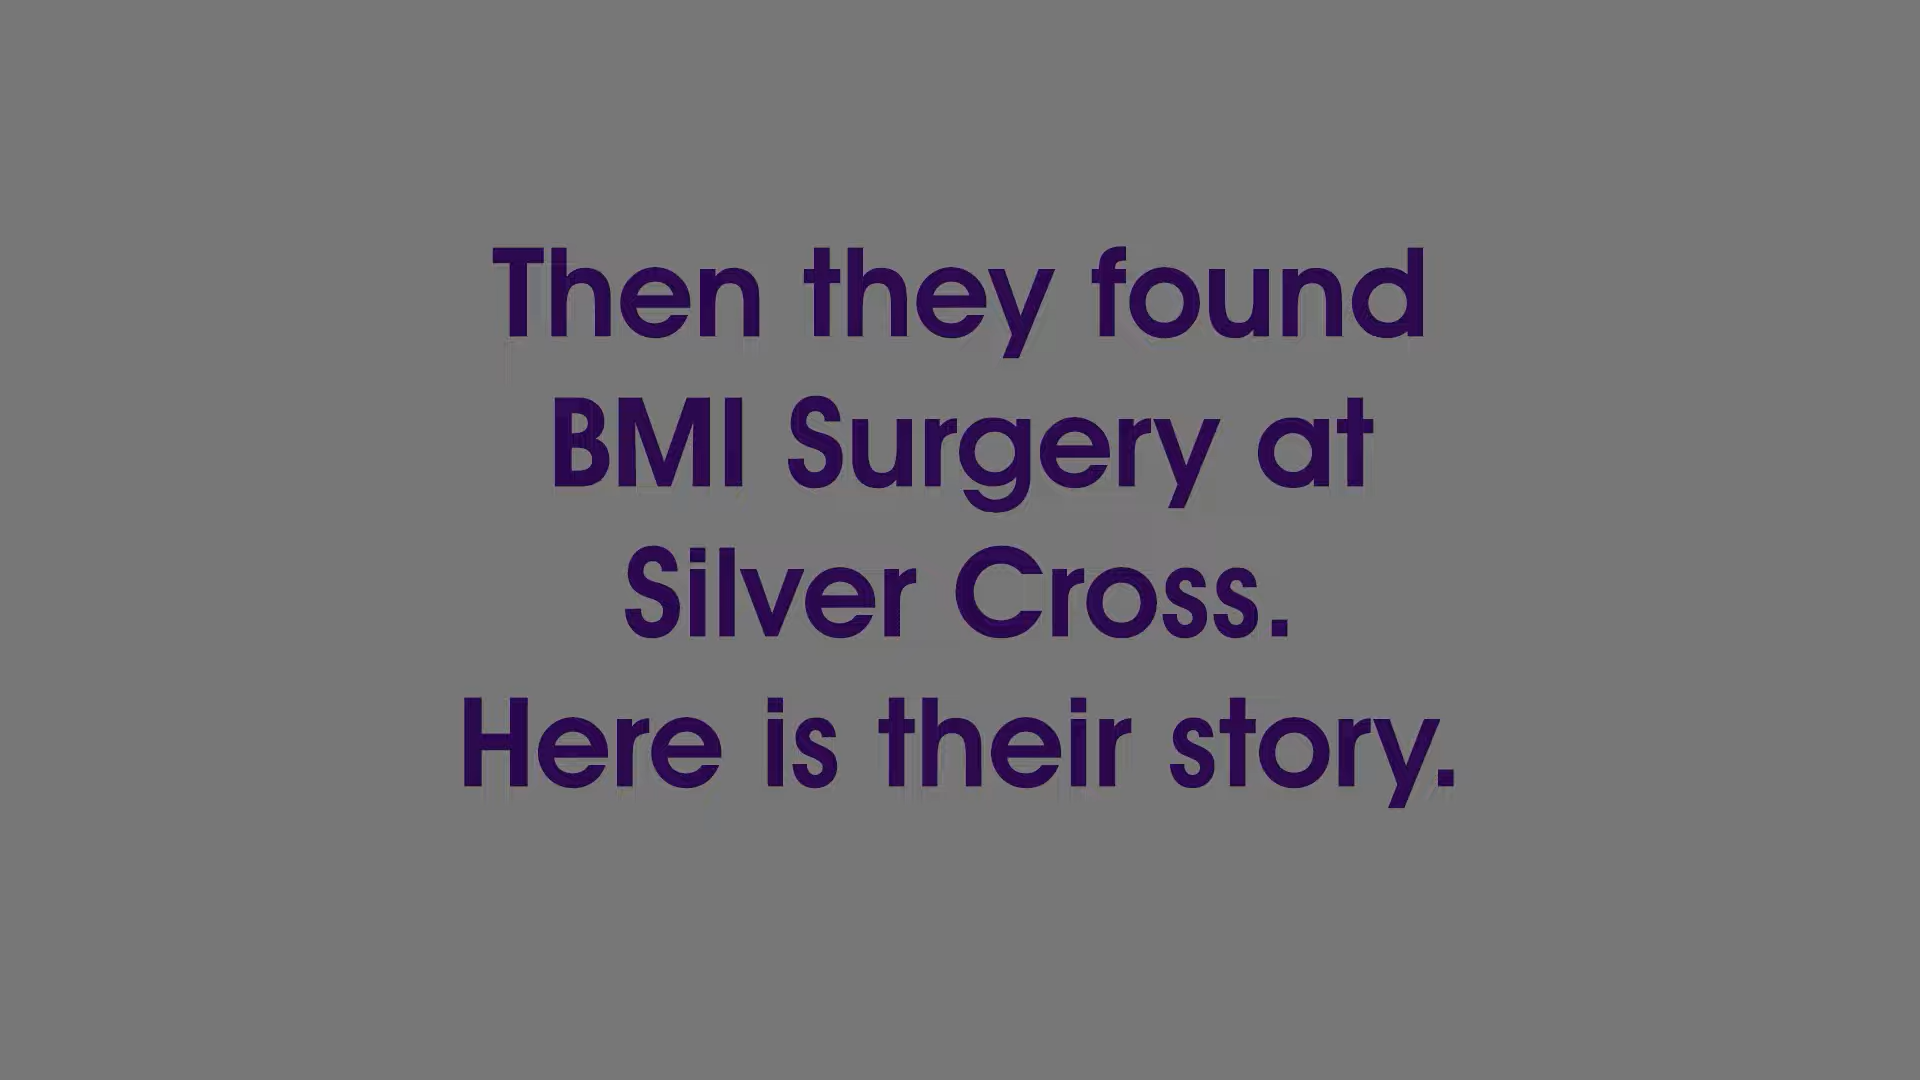 Then they found
BMI Surgery at
Silver Cross.
Here is their story.